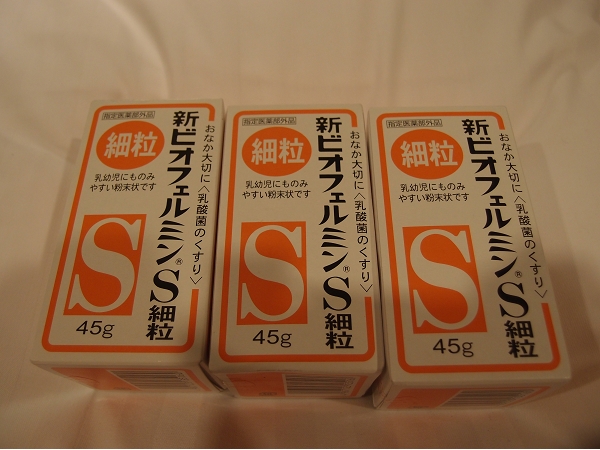 指定医薬部外品
細粒
乳幼児にものみ
やすい粉末状です
S
45g
新ビオフェルミン®S細粒
おなか大切に〈乳酸菌のくすり〉
指定医薬部外品
細粒
乳幼児にものみ
やすい粉末状です
S
45g
新ビオフェルミン®S細粒
おなか大切に〈乳酸菌のくすり〉
指定医薬部外品
細粒
乳幼児にものみ
やすい粉末状です
S
45g
新ビオフェルミン®S細粒
おなか大切に〈乳酸菌のくすり〉